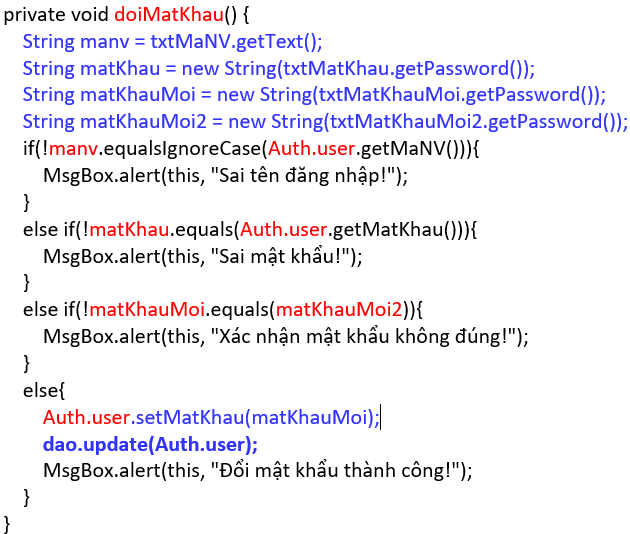 private void doiMatKhau() {
String manv = txtMaNV.getText();
String matKhau = new String(txtMatKhau.getPassword());
String matKhauMoi = new String(txtMatKhauMoi.getPassword());
String matKhauMoi2 = new String(txtMatKhauMoi2.getPassword());
if(!manv.equalsIgnoreCase(Auth.user.getMaNV())){
MsgBox.alert(this, "Sai tên đăng nhập!");
}
else if(!matKhau.equals(Auth.user.getMatKhau())){
MsgBox.alert(this, "Sai mật khẩu!");
}
else if(!matKhauMoi.equals(matKhauMoi2)){
MsgBox.alert(this, "Xác nhận mật khẩu không đúng!");
}
else{
Auth.user.setMatKhau(matKhauMoi);
dao.update(Auth.user);
MsgBox.alert(this, "Đổi mật khẩu thành công!");
}
}